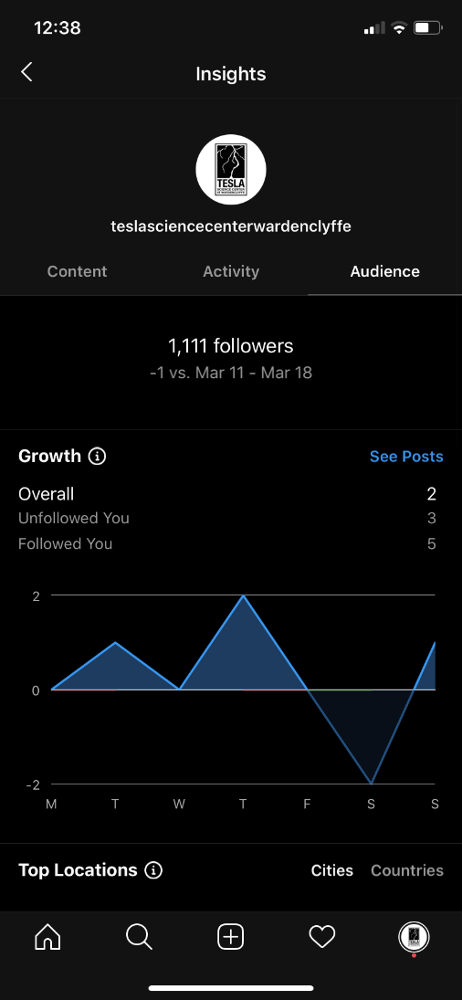 12:38
Insights
TESLA
SCIENCE CENTER
AT WARDENCLYFFE
teslasciencecenterwardenclyffe
Content Activity Audience
1,111 followers
-1 vs. Mar 11 - Mar 18
Growth See Posts
Overall 2
Unfollowed You 3
Followed You 5
2
0
-2
M T W T F S S
Top Locations Cities Countries